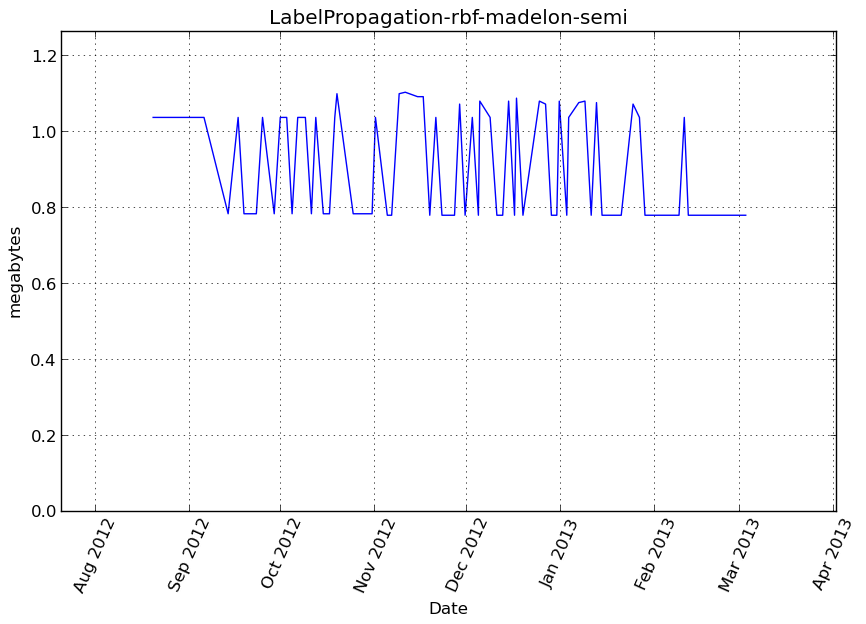 LabelPropagation-rbf-madelon-semi
megabytes
1.2
1.0
0.8
0.6
0.4
0.2
0.0
Aug 2012
Sep 2012
Oct 2012
Nov 2012
Dec 2012
Jan 2013
Feb 2013
Mar 2013
Apr 2013
Date